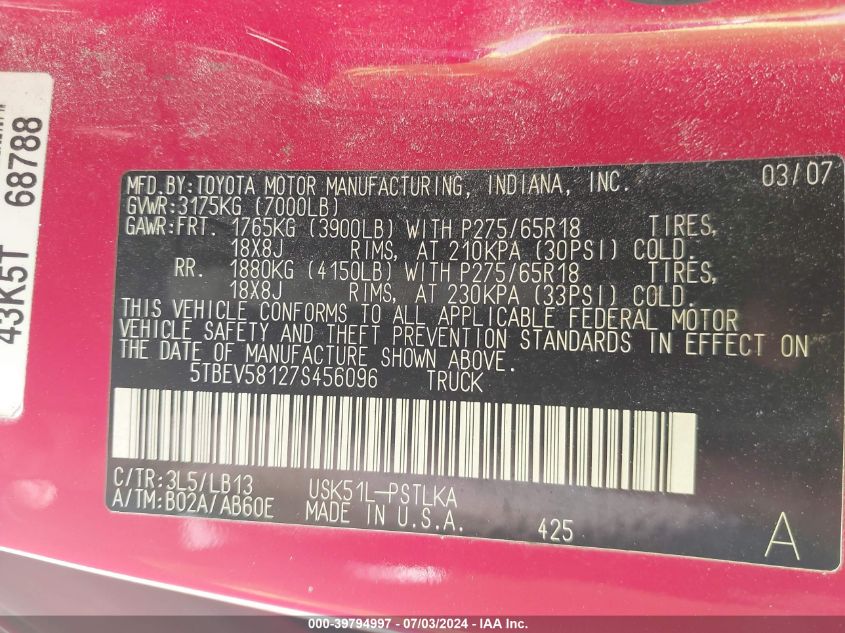 MFD.BY:TOYOTA MOTOR MANUFACTURING, INDIANA, INC. 03/07
GVWR:3175KG (7000LB)
GAWR:FRT. 1765KG (3900LB) WITH P275/65R18 TIRES,
18X8J RIMS, AT 210KPA (30PSI) COLD.
RR. 1880KG (4150LB) WITH P275/65R18 TIRES,
18X8J RIMS, AT 230KPA (33PSI) COLD.
THIS VEHICLE CONFORMS TO ALL APPLICABLE FEDERAL MOTOR
VEHICLE SAFETY AND THEFT PREVENTION STANDARDS IN EFFECT ON
THE DATE OF MANUFACTURE SHOWN ABOVE.
5TBEV58127S456096 TRUCK
C/TR:3L5/LB13 USK51L-PSTLKA
A/TM:B02A/AB60E MADE IN U.S.A. 425 A
43K5T 68788
000-39794997 - 07/03/2024 - IAA Inc.